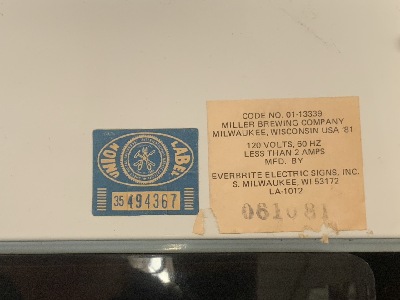 UNION LABEL
35 494367
CODE NO. 01-13339
MILLER BREWING COMPANY
MILWAUKEE, WISCONSIN USA '81
120 VOLTS, 60 HZ
LESS THAN 2 AMPS
MFD. BY
EVERBRITE ELECTRIC SIGNS, INC.
S. MILWAUKEE, WI 53172
LA-1012
061081